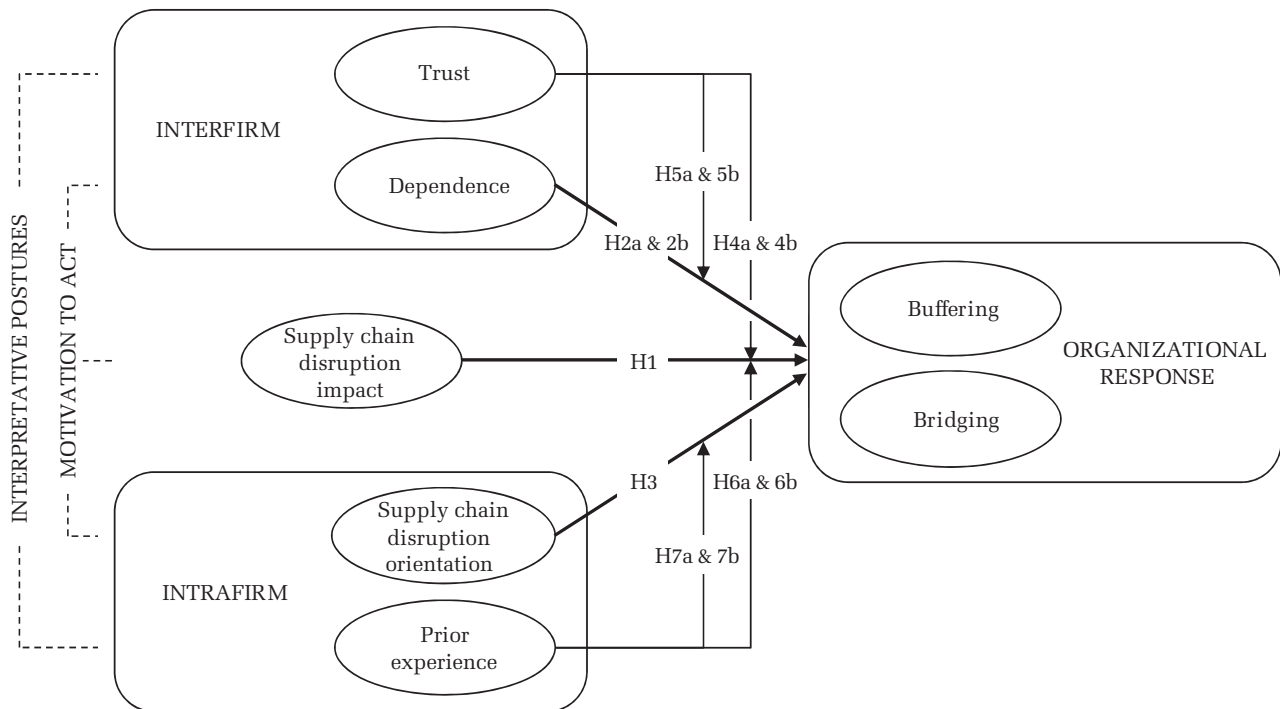 INTERPRETATIVE POSTURES
MOTIVATION TO ACT
INTERFIRM
Trust
Dependence
Supply chain
disruption
impact
INTRAFIRM
Supply chain
disruption
orientation
Prior
experience
H5a & 5b
H2a & 2b
H4a & 4b
H1
H3
H6a & 6b
H7a & 7b
Buffering
Bridging
ORGANIZATIONAL
RESPONSE